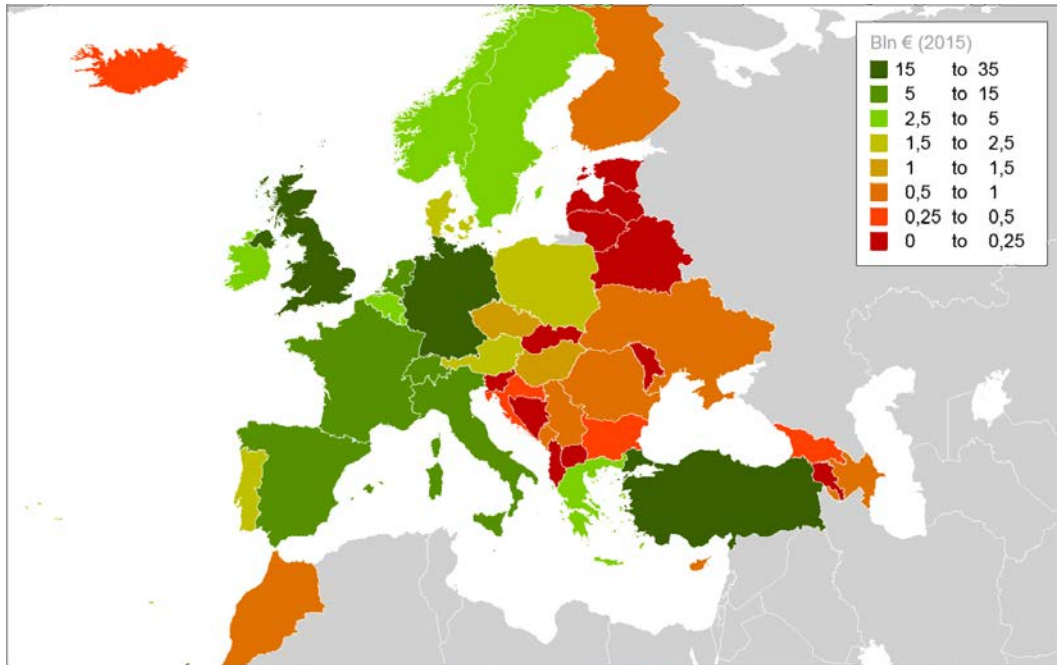 Bln € (2015)
15 to 35
5 to 15
2,5 to 5
1,5 to 2,5
1 to 1,5
0,5 to 1
0,25 to 0,5
0 to 0,25